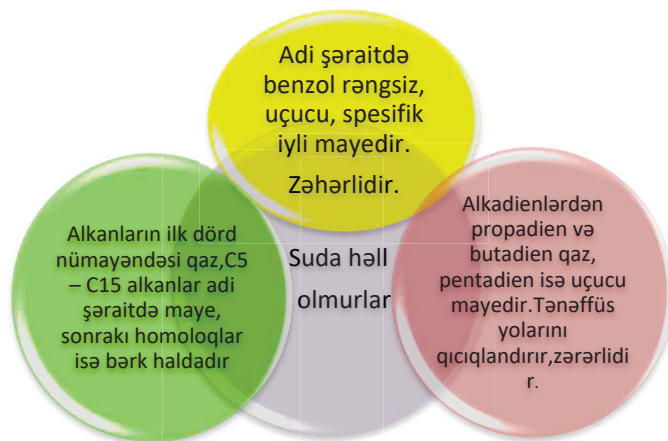 Adi şəraitdə
benzol rəngsiz,
uçucu, spesifik
iyli mayedir.
Zəhərlidir.
Alkanların ilk dörd
nümayəndəsi qaz,C5
– C15 alkanlar adi
şəraitdə maye,
sonrakı homoloqlar
isə bərk haldadır
Suda həll
olmurlar
Alkadienlərdən
propadien və
butadien qaz,
pentadien isə uçucu
mayedir.Tənəffüs
yolarını
qıcıqlandırır,zərərlidi
r.